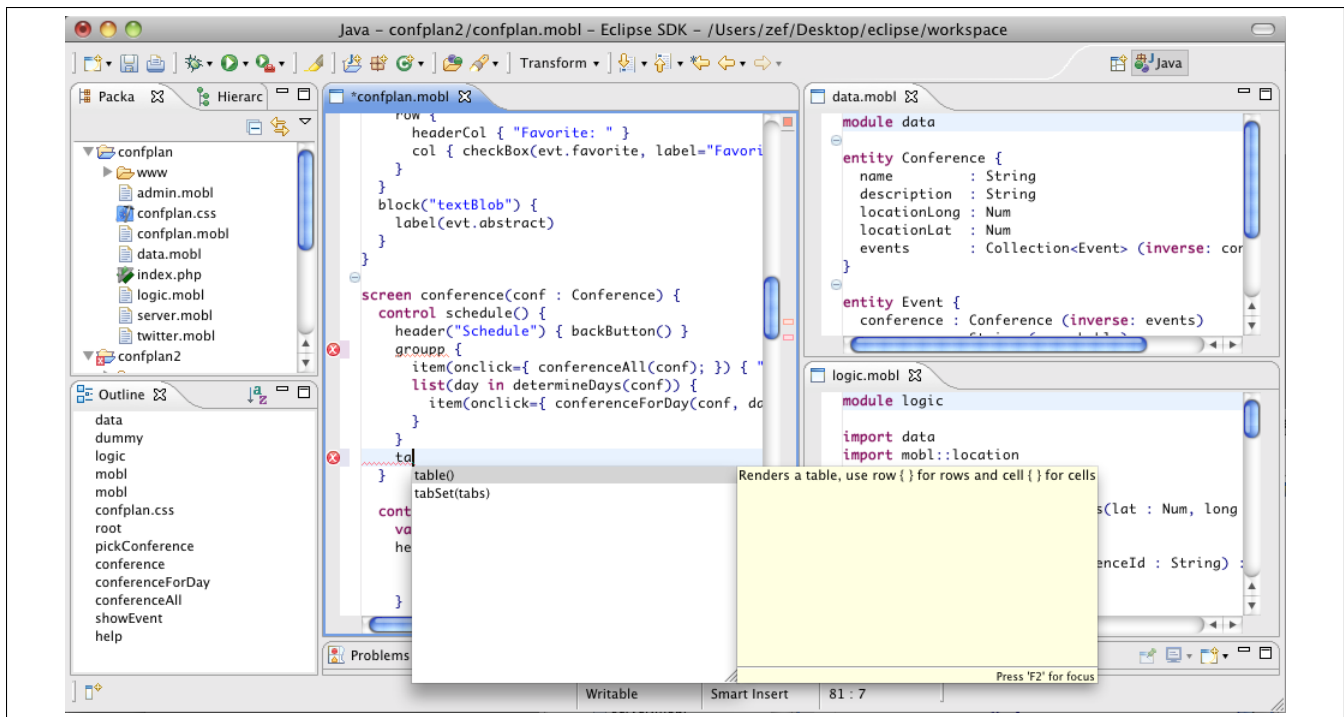 Java – confplan2/confplan.mobl – Eclipse SDK – /Users/zef/Desktop/eclipse/workspace
Transform
Java
Packa
Hierarc
confplan
www
admin.mobl
confplan.css
confplan.mobl
data.mobl
index.php
logic.mobl
server.mobl
twitter.mobl
confplan2
Outline
data
dummy
logic
mobl
mobl
confplan.css
root
pickConference
conference
conferenceForDay
conferenceAll
showEvent
help
*confplan.mobl
row {
headerCol { "Favorite: " }
col { checkBox(evt.favorite, label="Favori
}
}
block("textBlob") {
label(evt.abstract)
}
}
screen conference(conf : Conference) {
control schedule() {
header("Schedule") { backButton() }
groupp {
item(onclick={ conferenceAll(conf); }) { "
list(day in determineDays(conf)) {
item(onclick={ conferenceForDay(conf, da
}
}
ta
}
cont
va
he
}
table()
tabSet(tabs)
Renders a table, use row { } for rows and cell { } for cells
Press 'F2' for focus
data.mobl
module data
entity Conference {
name : String
description : String
locationLong : Num
locationLat : Num
events : Collection<Event> (inverse: con
}
entity Event {
conference : Conference (inverse: events)
logic.mobl
module logic
import data
import mobl::location
s(lat : Num, long
enceId : String) :
Problems
Writable
Smart Insert
81 : 7